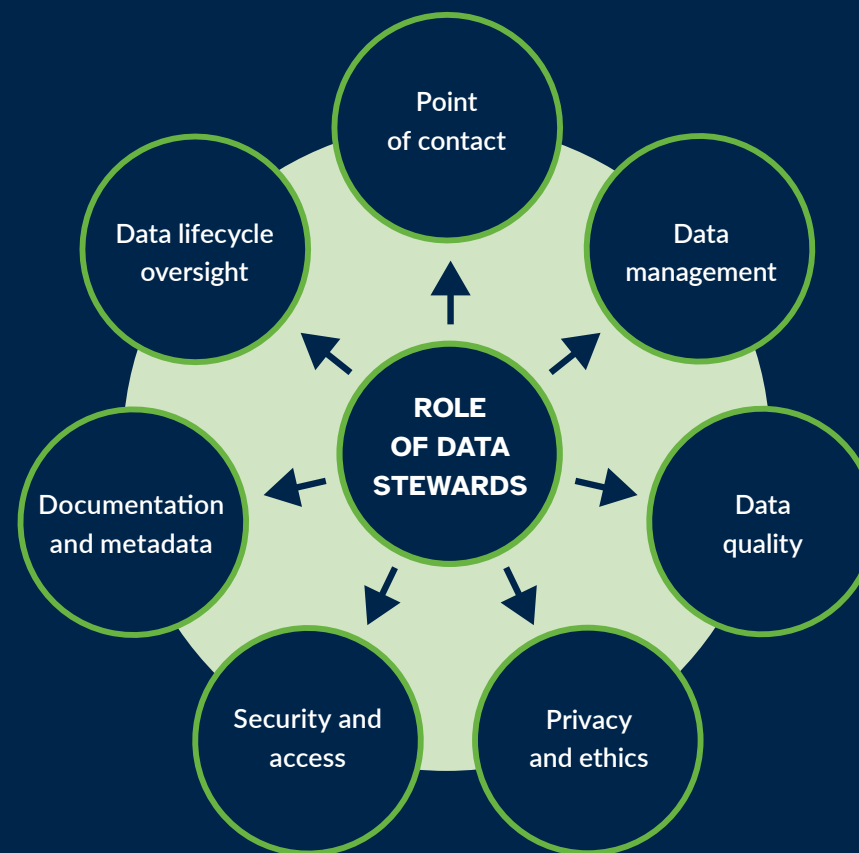 Point
of contact
Data
management
Data
quality
Privacy
and ethics
Security and
access
Documentation
and metadata
Data lifecycle
oversight
ROLE
OF DATA
STEWARDS